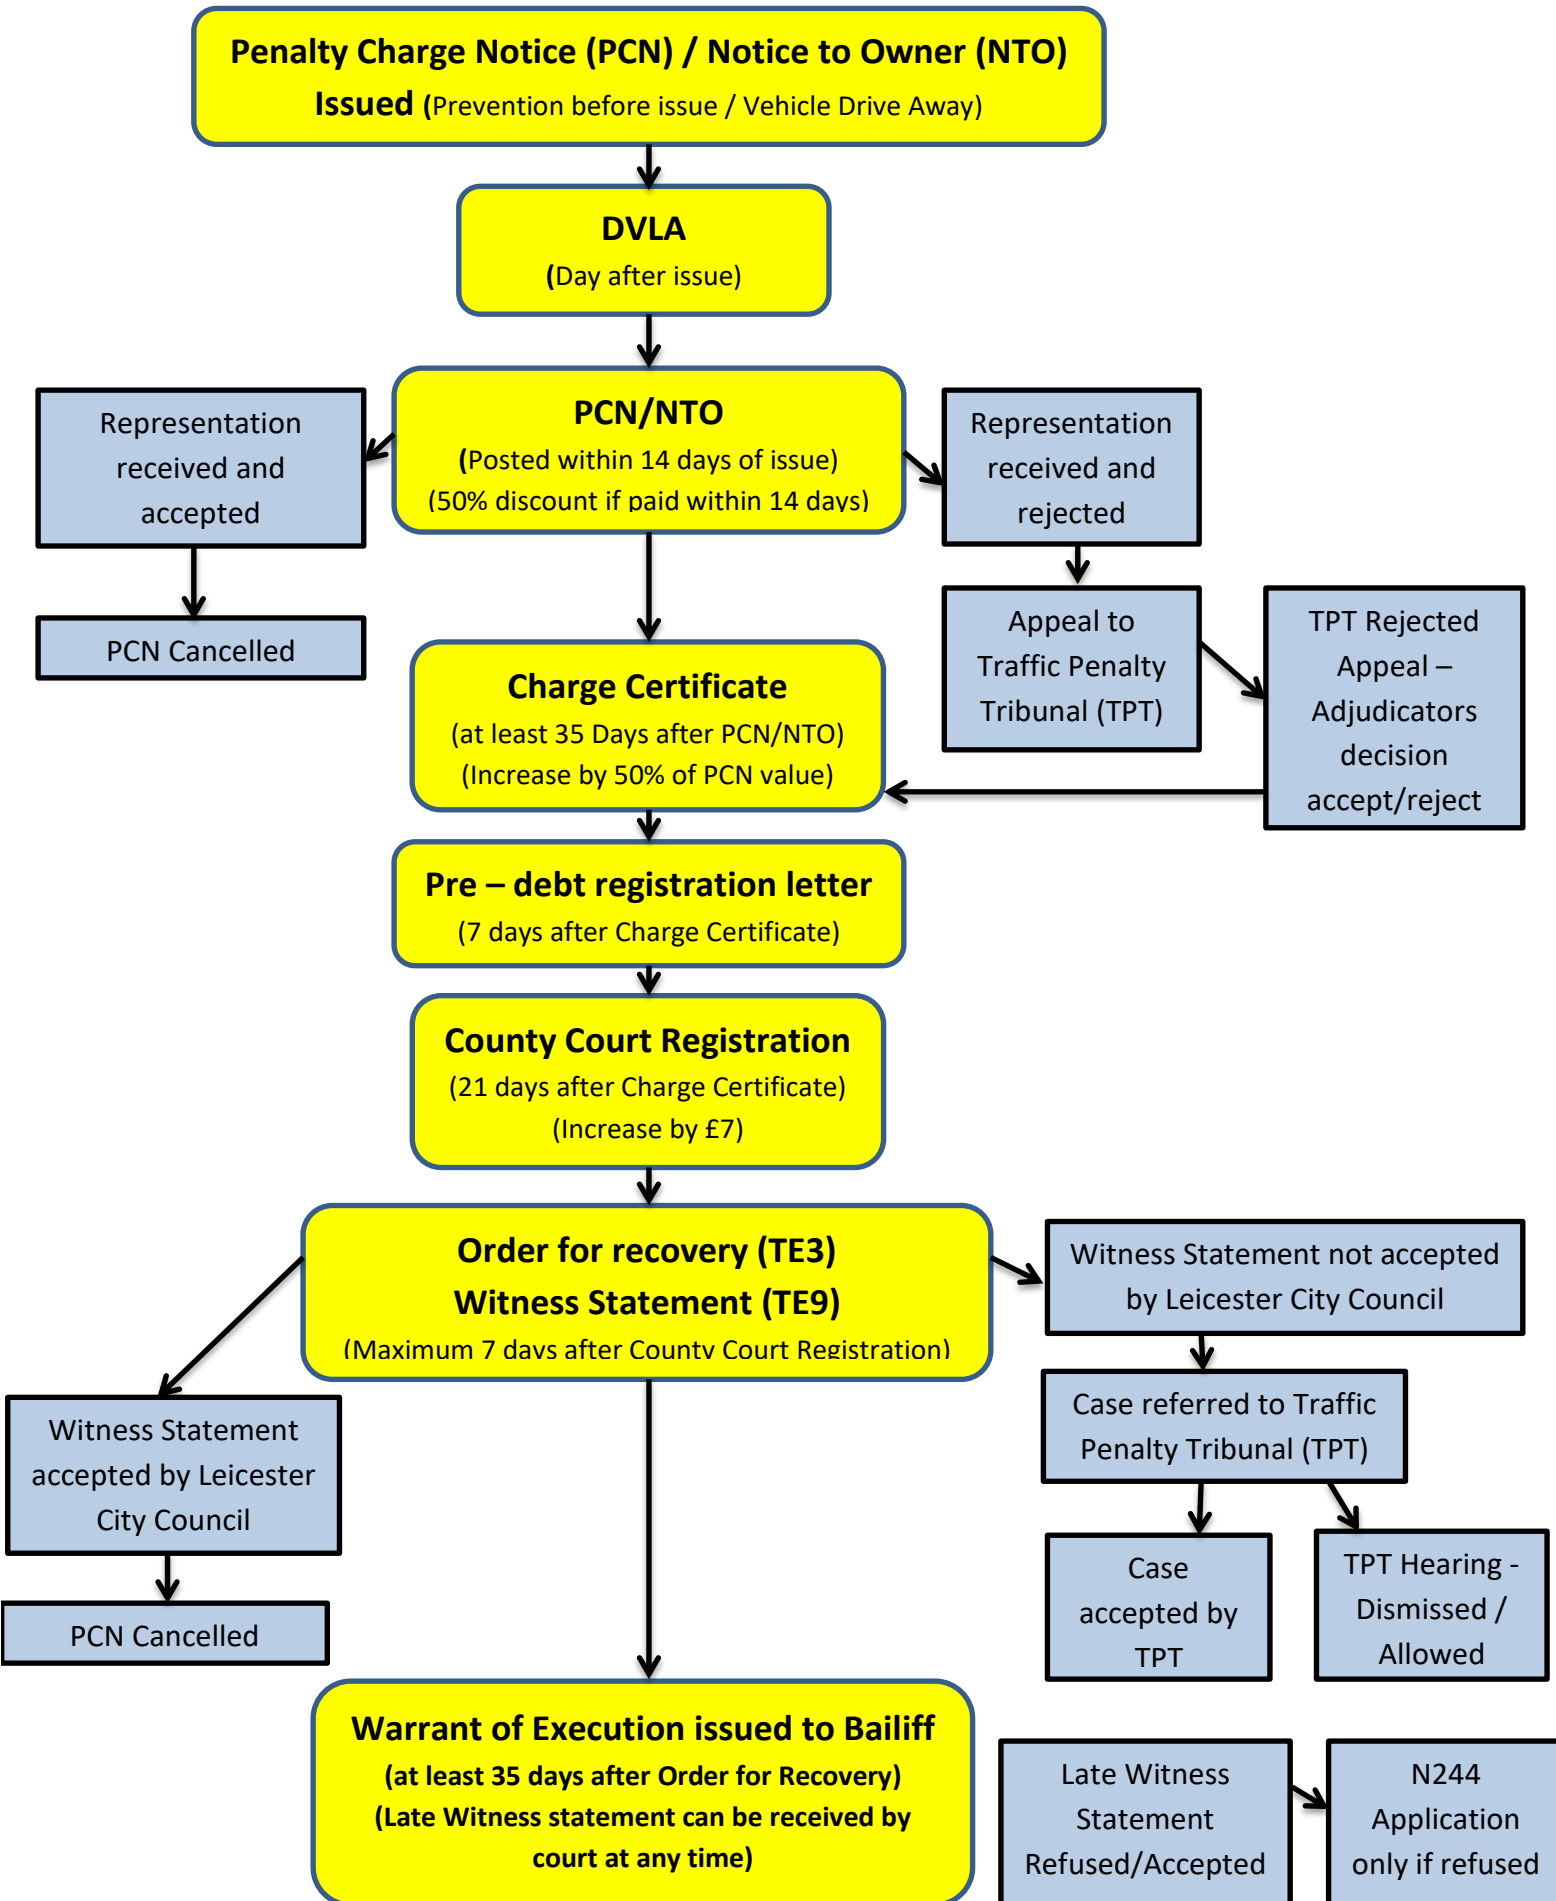 Penalty Charge Notice (PCN) / Notice to Owner (NTO)
Issued (Prevention before issue / Vehicle Drive Away)
DVLA
(Day after issue)
PCN/NTO
(Posted within 14 days of issue)
(50% discount if paid within 14 days)
Representation
received and
accepted
PCN Cancelled
Representation
received and
rejected
Appeal to
Traffic Penalty
Tribunal (TPT)
TPT Rejected
Appeal –
Adjudicators
decision
accept/reject
Charge Certificate
(at least 35 Days after PCN/NTO)
(Increase by 50% of PCN value)
Pre – debt registration letter
(7 days after Charge Certificate)
County Court Registration
(21 days after Charge Certificate)
(Increase by £7)
Order for recovery (TE3)
Witness Statement (TE9)
(Maximum 7 days after County Court Registration)
Witness Statement not accepted
by Leicester City Council
Case referred to Traffic
Penalty Tribunal (TPT)
Witness Statement
accepted by Leicester
City Council
PCN Cancelled
Case
accepted by
TPT
TPT Hearing -
Dismissed /
Allowed
Warrant of Execution issued to Bailiff
(at least 35 days after Order for Recovery)
(Late Witness statement can be received by
court at any time)
Late Witness
Statement
Refused/Accepted
N244
Application
only if refused